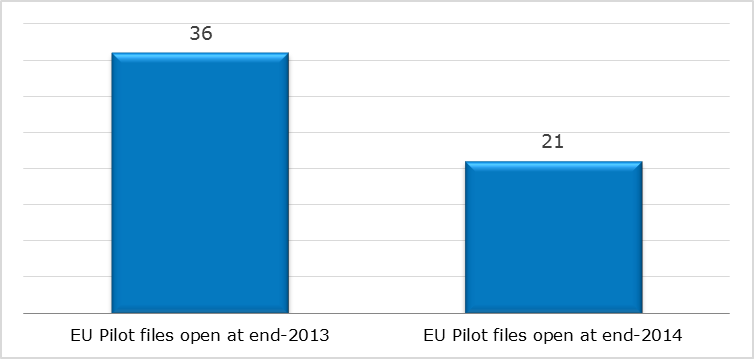 36
21
EU Pilot files open at end-2013
EU Pilot files open at end-2014